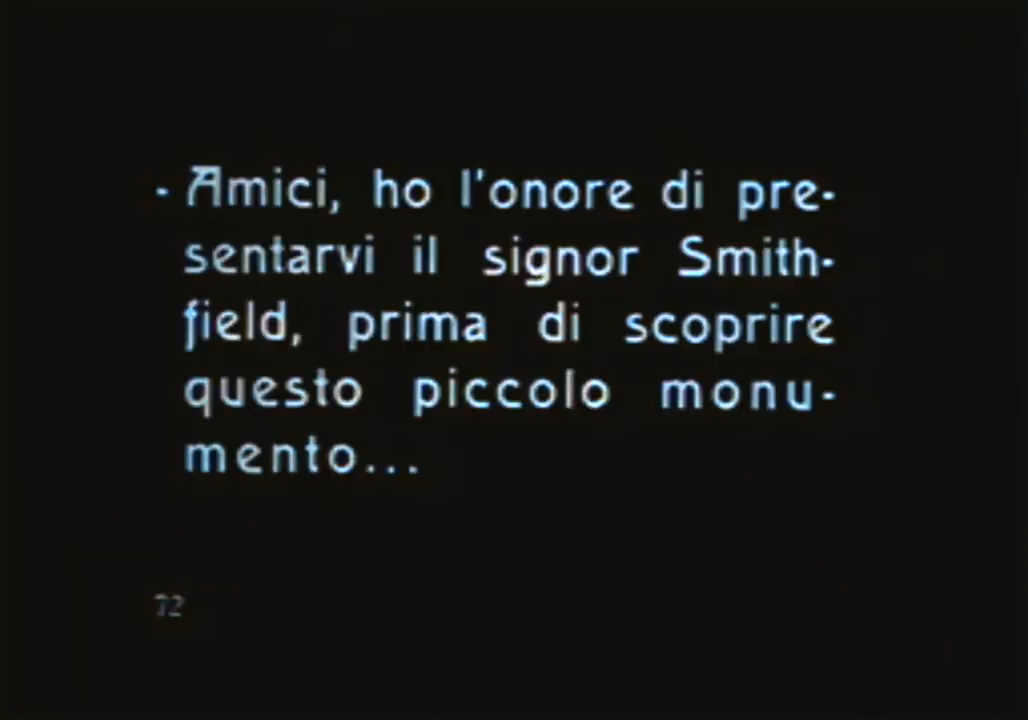 - Amici, ho l'onore di pre-
sentarvi il signor Smith-
field, prima di scoprire
questo piccolo monu-
mento...
72